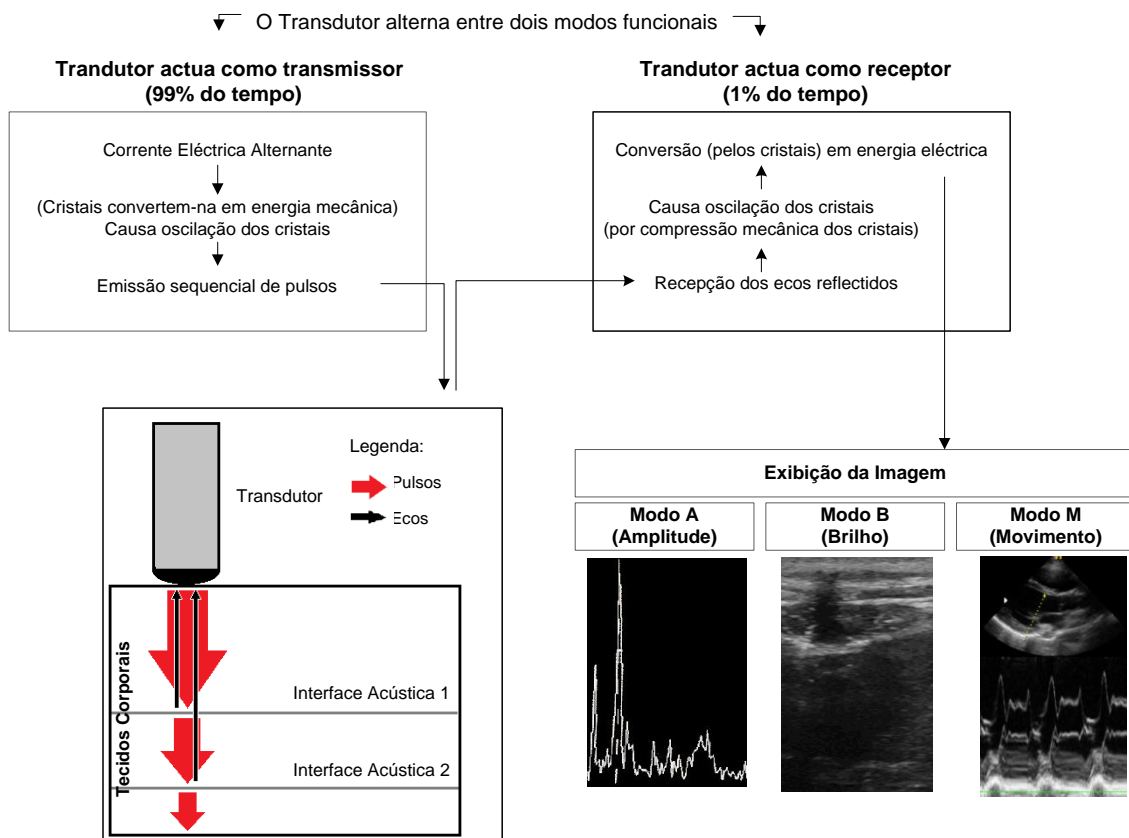 O Transdutor alterna entre dois modos funcionais
Trandutor actua como transmissor
(99% do tempo)
Corrente Eléctrica Alternante
(Cristais convertem-na em energia mecânica)
Causa oscilação dos cristais
Emissão sequencial de pulsos
Trandutor actua como receptor
(1% do tempo)
Conversão (pelos cristais) em energia eléctrica
Causa oscilação dos cristais
(por compressão mecânica dos cristais)
Recepção dos ecos reflectidos
Transdutor
Legenda:
Pulsos
Ecos
Tecidos Corporais
Interface Acústica 1
Interface Acústica 2
Exibição da Imagem
Modo A
(Amplitude)
Modo B
(Brilho)
Modo M
(Movimento)